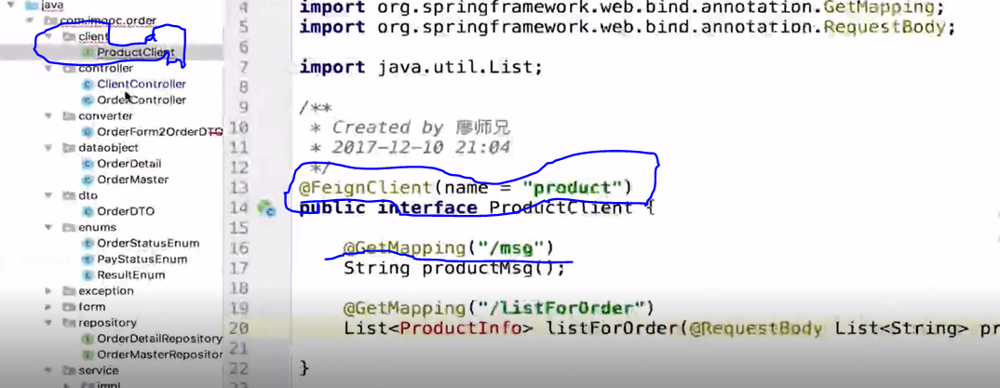 java
com.imooc.order
client
ProductClient
controller
ClientController
OrderController
converter
OrderForm2OrderDTO
dataobject
OrderDetail
OrderMaster
dto
OrderDTO
enums
OrderStatusEnum
PayStatusEnum
ResultEnum
exception
form
repository
OrderDetailRepository
OrderMasterRepositor
service
impl
4 import org.springframework.web.bind.annotation.GetMapping;
5 import org.springframework.web.bind.annotation.RequestBody;
6
7 import java.util.List;
8
9 /**
10 * Created by 廖师兄
11 * 2017-12-10 21:04
12 */
13 @FeignClient(name = "product")
14 public interface ProductClient {
15
16 @GetMapping("/msg")
17 String productMsg();
18
19 @GetMapping("/listForOrder")
20 List<ProductInfo> listForOrder(@RequestBody List<String> pr
21
22 }
23